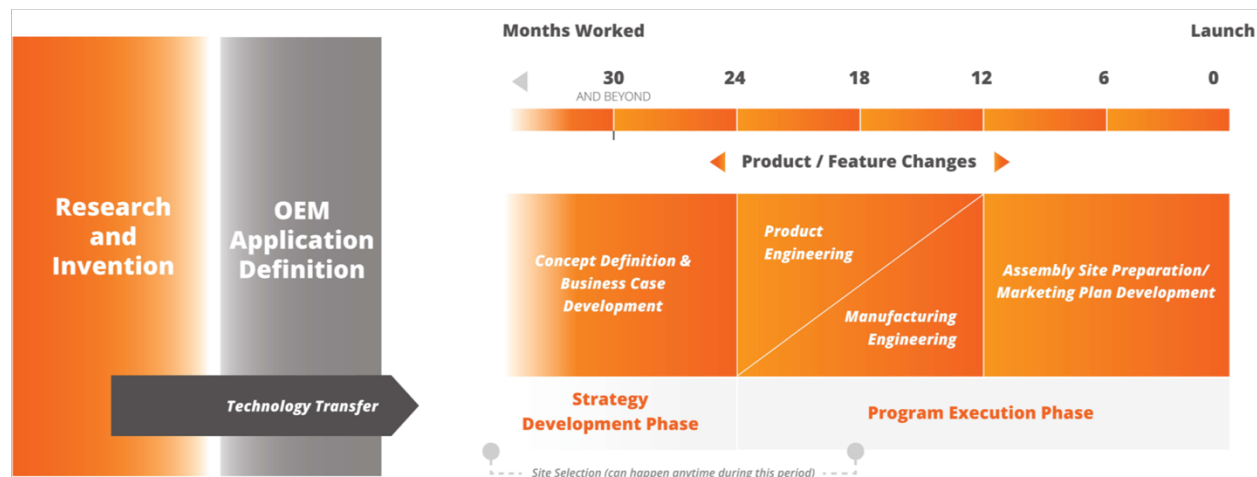 Research
and
Invention
OEM
Application
Definition
Technology Transfer
Months Worked
Launch
30
24
18
12
6
0
AND BEYOND
Product / Feature Changes
Concept Definition &
Business Case
Development
Product
Engineering
Manufacturing
Engineering
Assembly Site Preparation/
Marketing Plan Development
Strategy
Development Phase
Program Execution Phase
Site Selection (can happen anytime during this period)